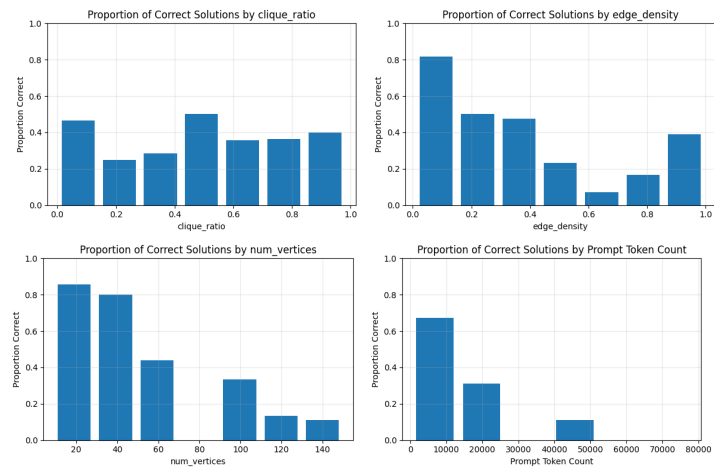 Proportion of Correct Solutions by clique_ratio
1.0
0.8
0.6
0.4
0.2
0.0
Proportion Correct
0.0 0.2 0.4 0.6 0.8 1.0
clique_ratio
Proportion of Correct Solutions by edge_density
1.0
0.8
0.6
0.4
0.2
0.0
Proportion Correct
0.0 0.2 0.4 0.6 0.8 1.0
edge_density
Proportion of Correct Solutions by num_vertices
1.0
0.8
0.6
0.4
0.2
0.0
Proportion Correct
20 40 60 80 100 120 140
num_vertices
Proportion of Correct Solutions by Prompt Token Count
1.0
0.8
0.6
0.4
0.2
0.0
Proportion Correct
0 10000 20000 30000 40000 50000 60000 70000 80000
Prompt Token Count